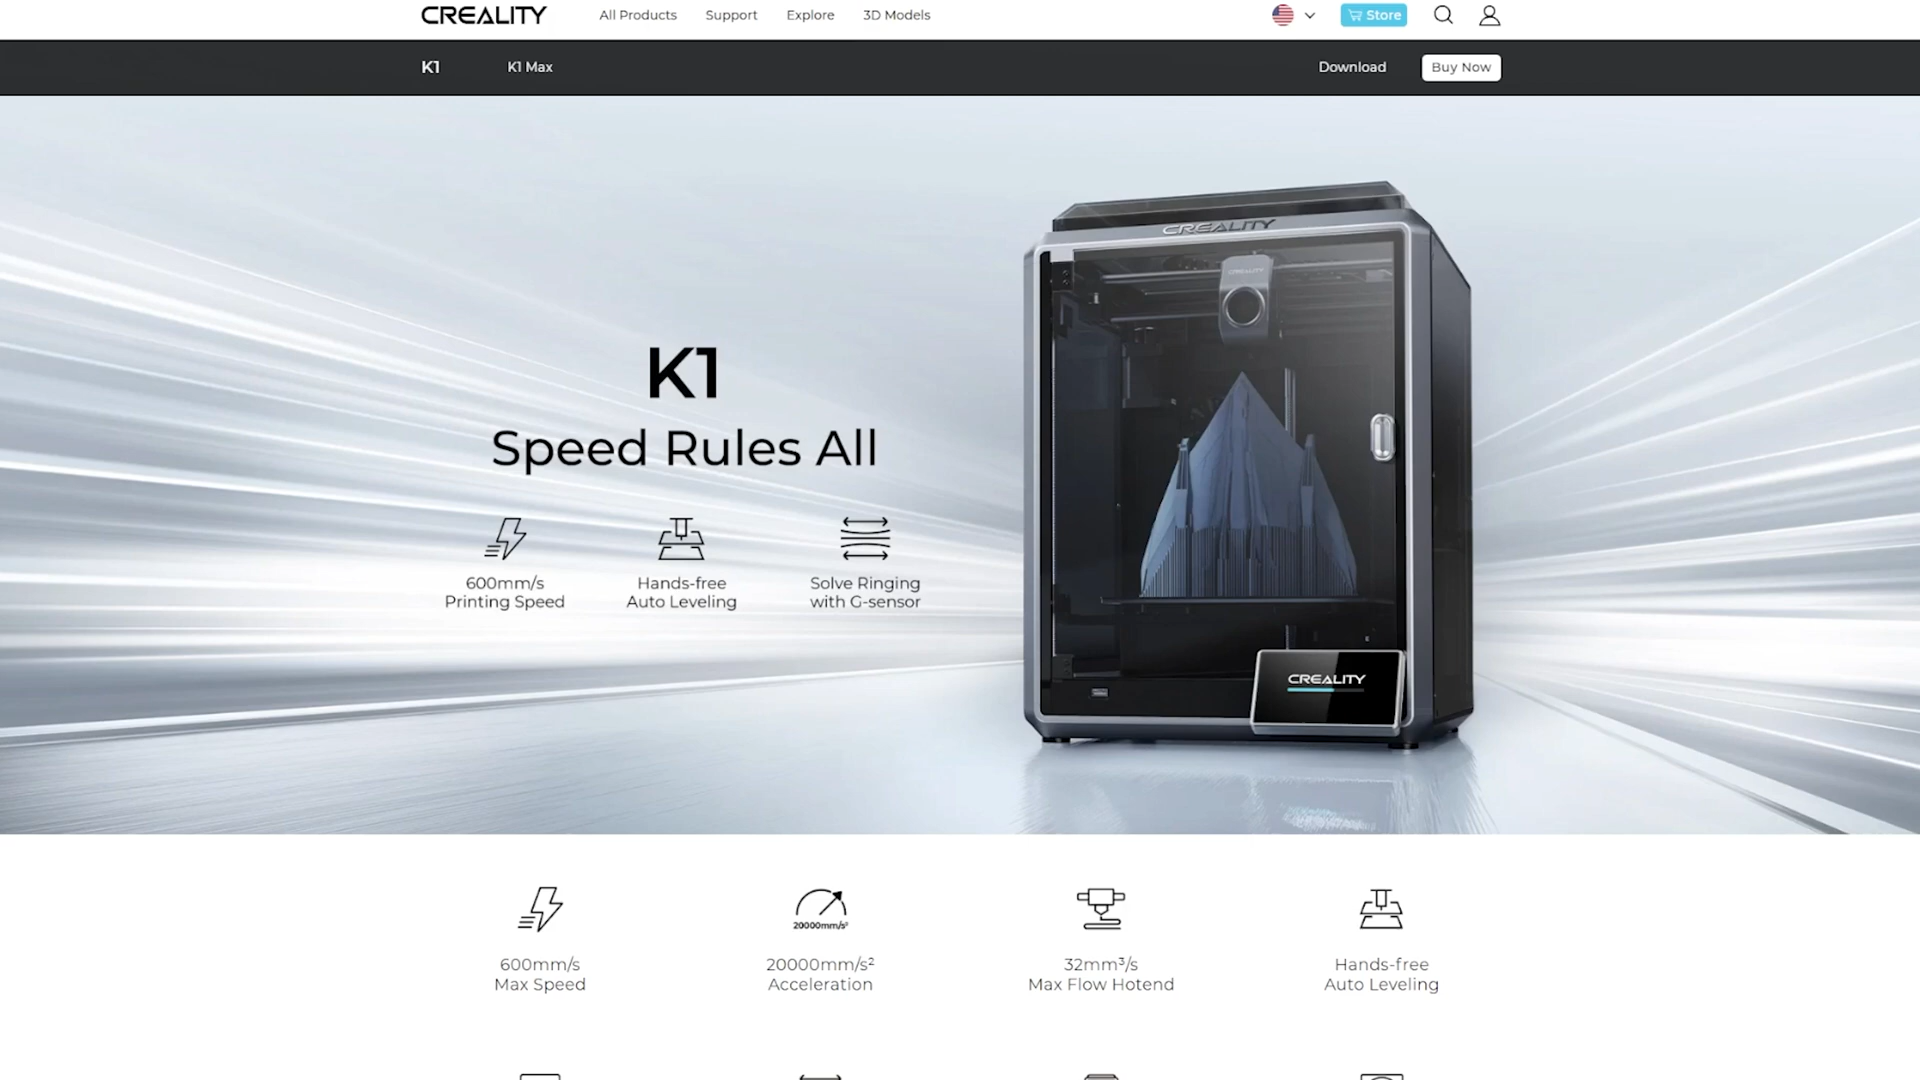 CREALITY
All Products
Support
Explore
3D Models
Store
K1
K1 Max
Download
Buy Now
CREALITY
CREALITY
K1
Speed Rules All
600mm/s
Printing Speed
Hands-free
Auto Leveling
Solve Ringing
with G-sensor
CREALITY
20000mm/s²
600mm/s
Max Speed
20000mm/s²
Acceleration
32mm³/s
Max Flow Hotend
Hands-free
Auto Leveling